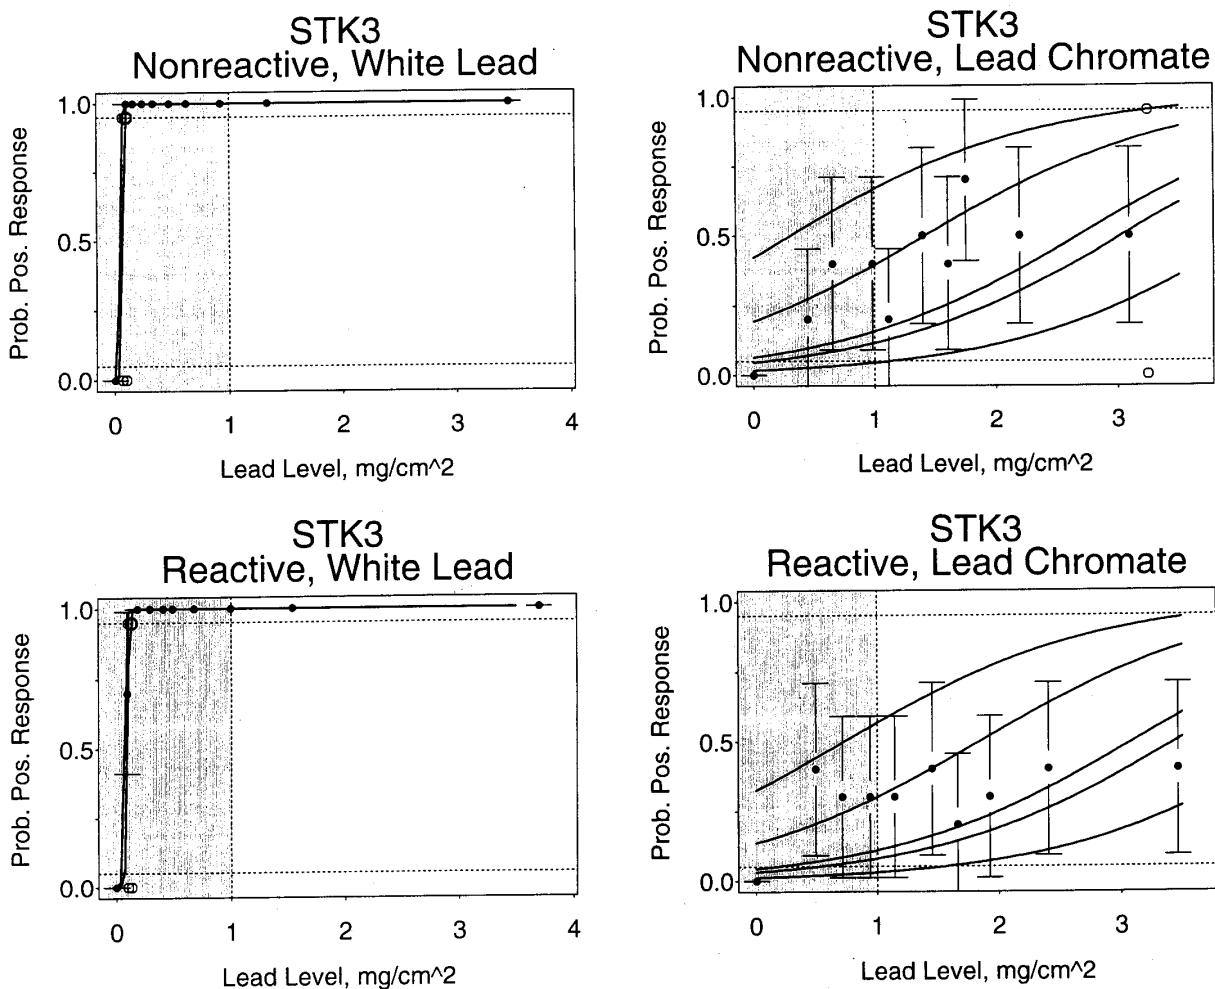 STK3
Nonreactive, White Lead
Prob. Pos. Response
1.0
0.5
0.0
0 1 2 3 4
Lead Level, mg/cm^2
STK3
Nonreactive, Lead Chromate
Prob. Pos. Response
1.0
0.5
0.0
0 1 2 3
Lead Level, mg/cm^2
STK3
Reactive, White Lead
Prob. Pos. Response
1.0
0.5
0.0
0 1 2 3 4
Lead Level, mg/cm^2
STK3
Reactive, Lead Chromate
Prob. Pos. Response
1.0
0.5
0.0
0 1 2 3
Lead Level, mg/cm^2